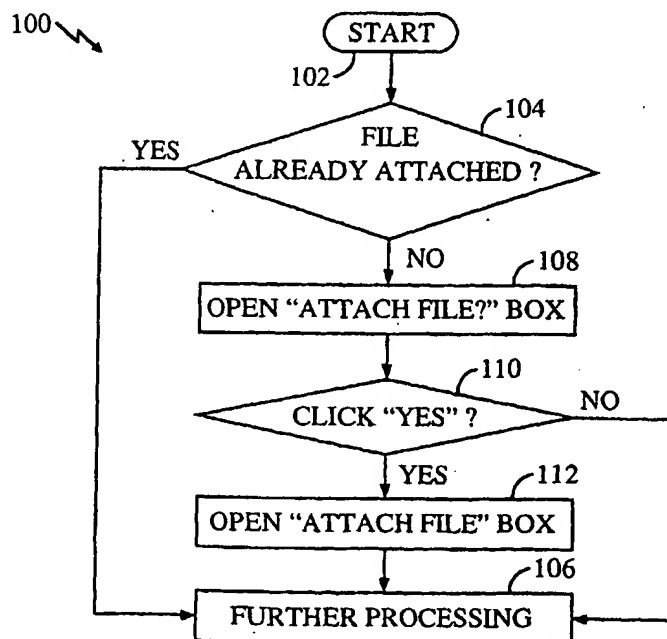 100
START
102
104
YES
FILE
ALREADY ATTACHED ?
NO
108
OPEN “ATTACH FILE?” BOX
110
CLICK “YES” ?
NO
YES
112
OPEN “ATTACH FILE” BOX
106
FURTHER PROCESSING